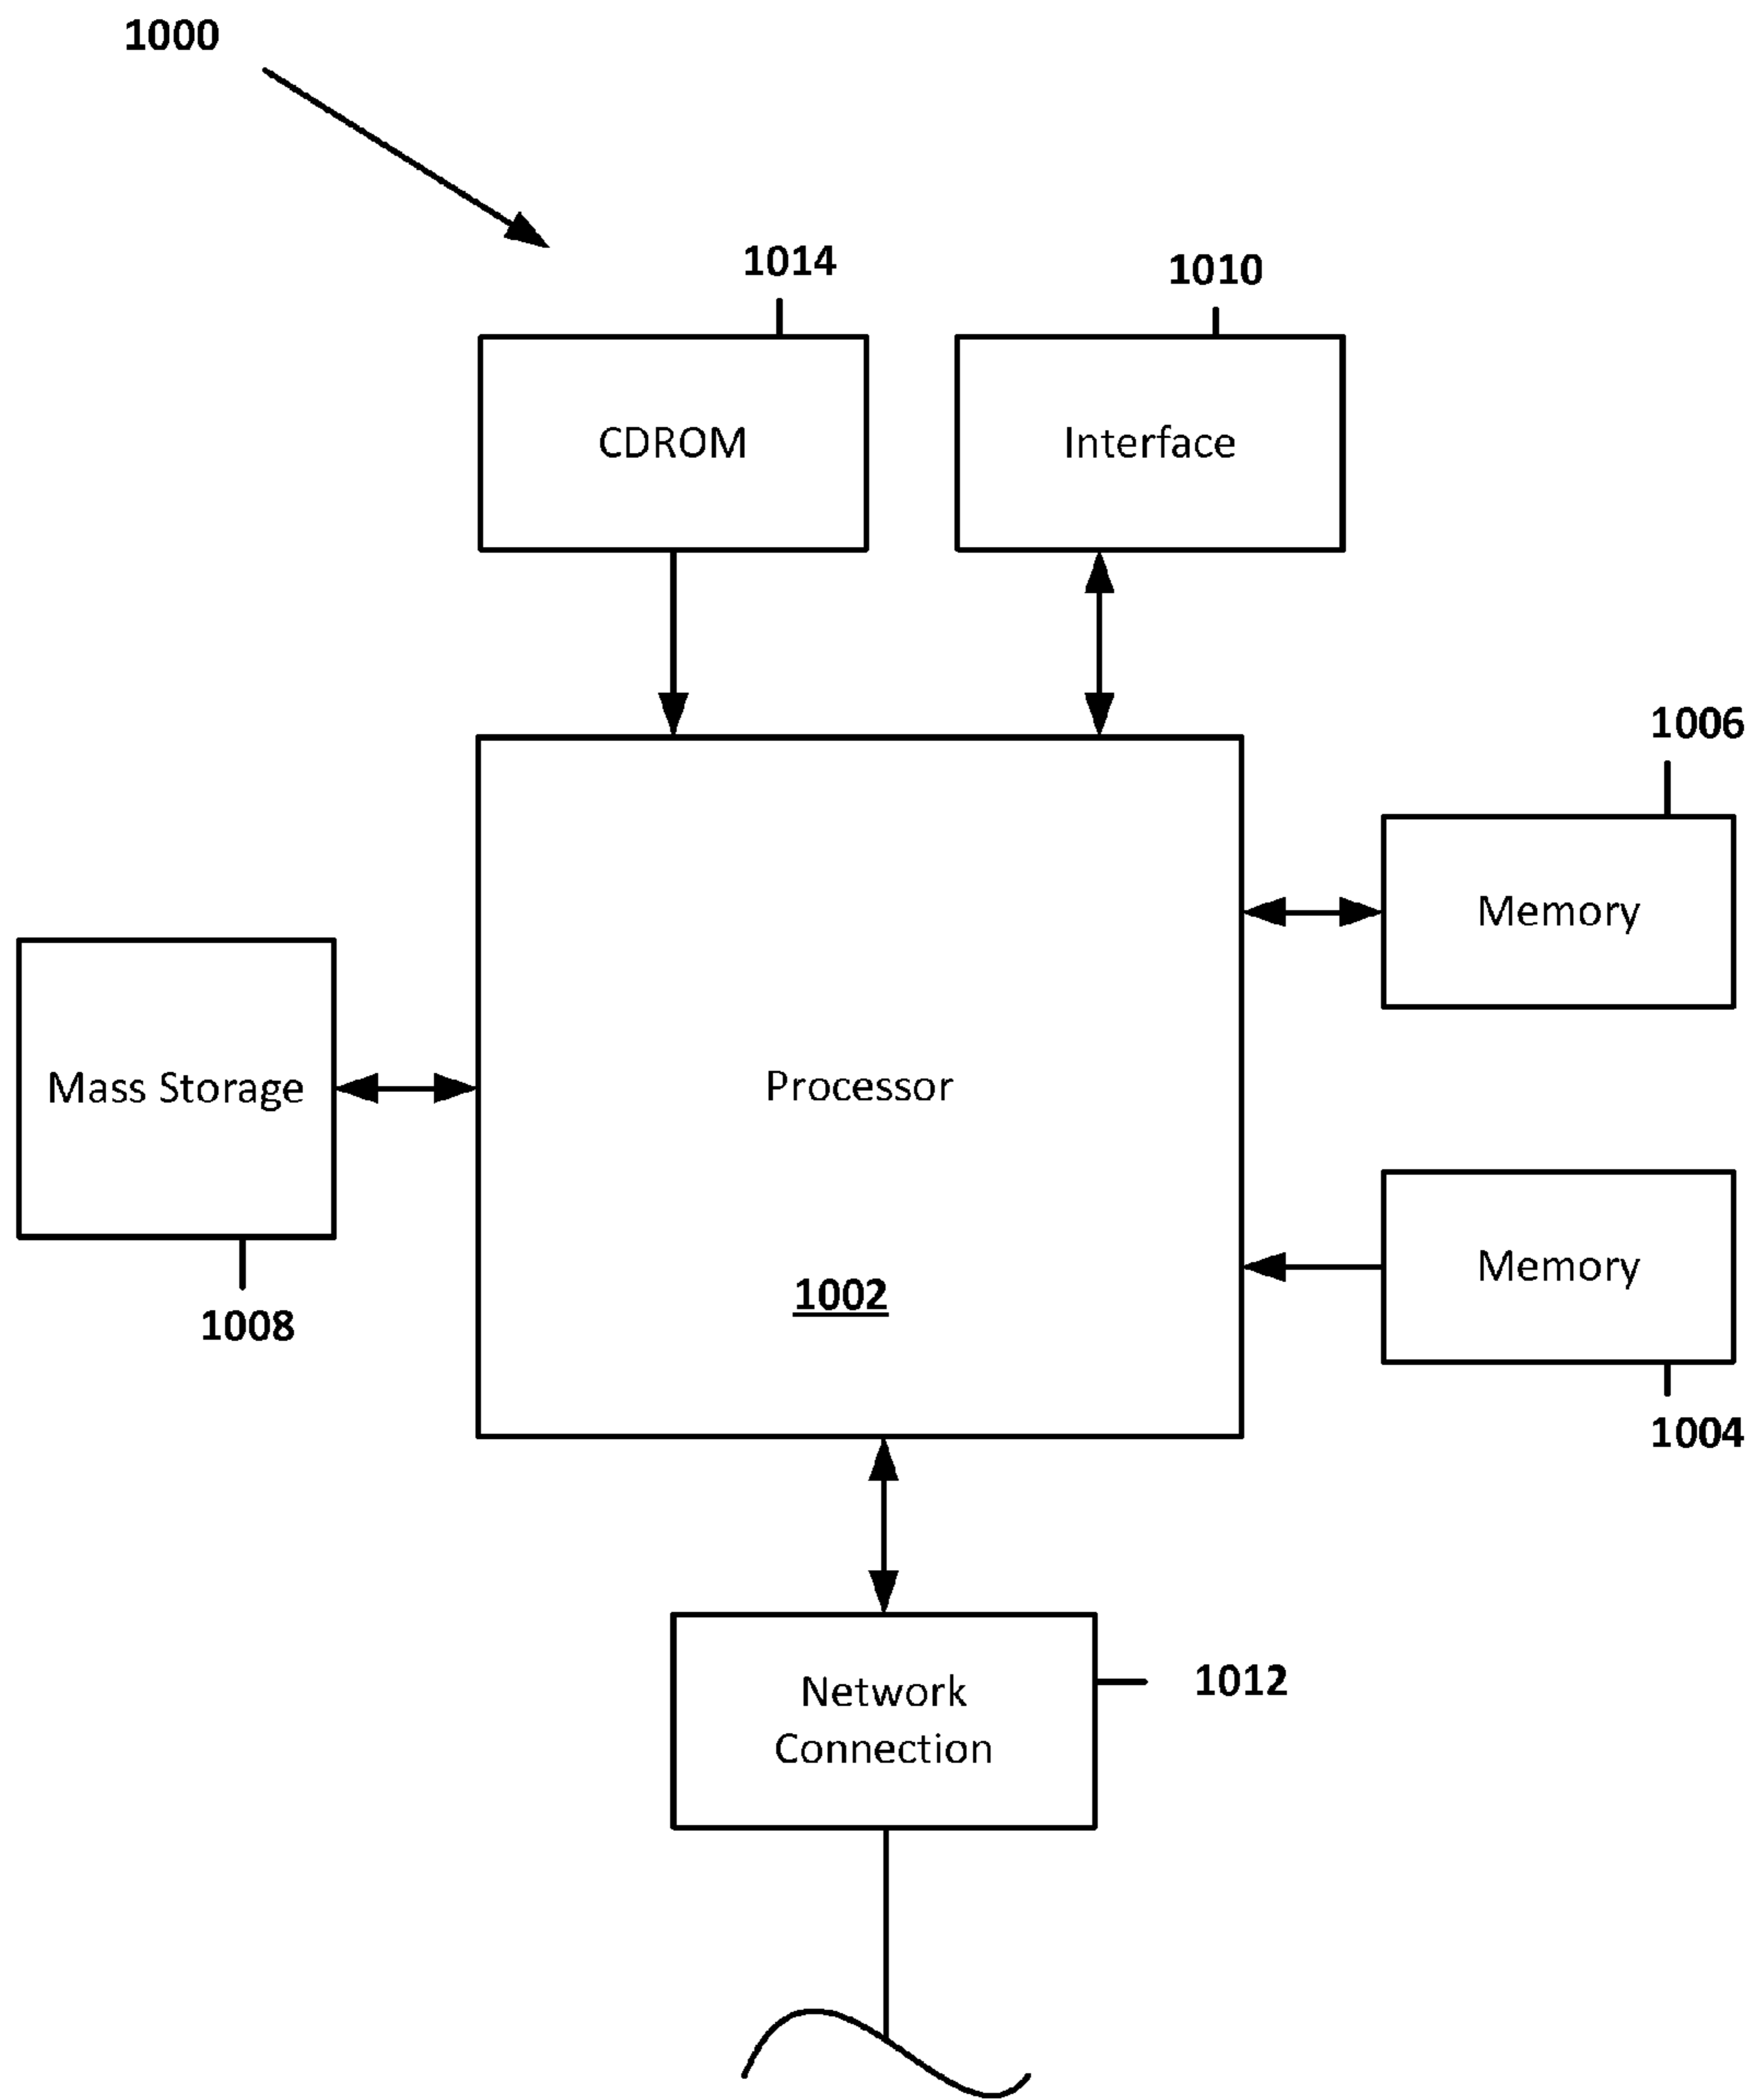 1000
1014
1010
CDROM
Interface
1006
Memory
Mass Storage
Processor
Memory
1002
1008
1004
Network
Connection
1012